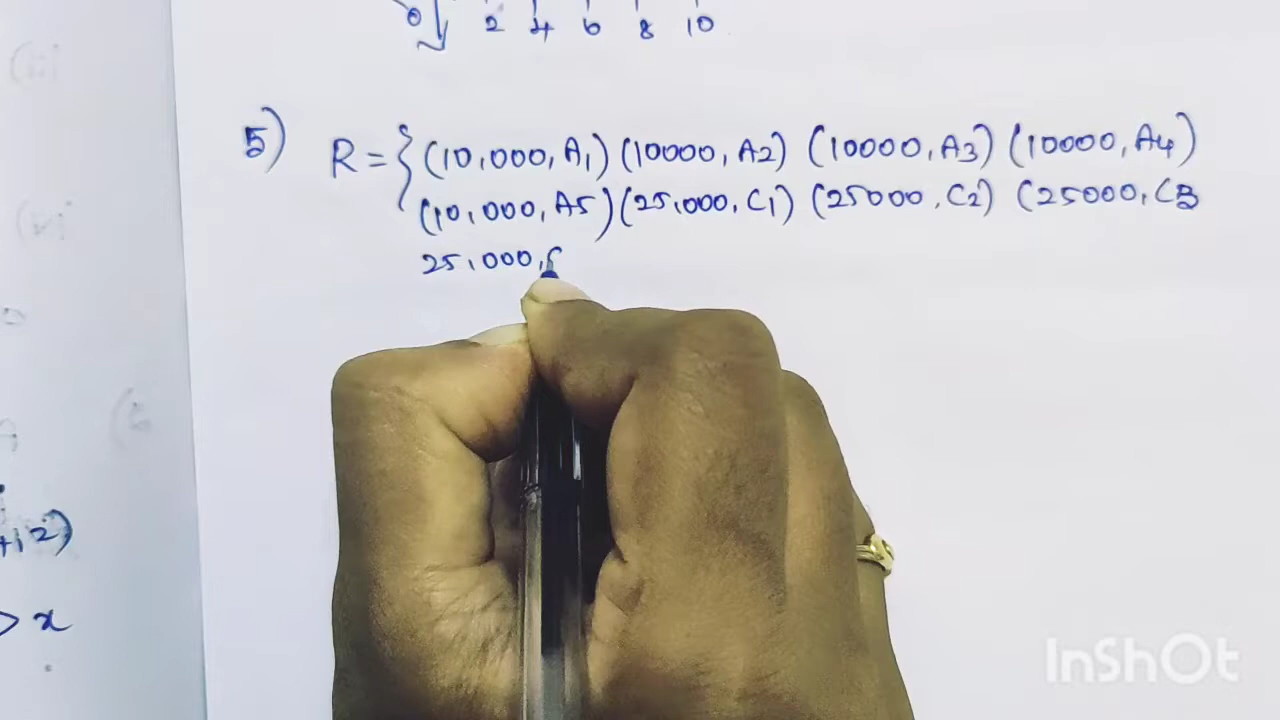 0 2 4 6 8 10
5) R = { (10,000, A1) (10000, A2) (10000, A3) (10000, A4)
(10,000, A5) (25,000, C1) (25000, C2) (25000, C3
25,000,
+,2)
> x
InShOt